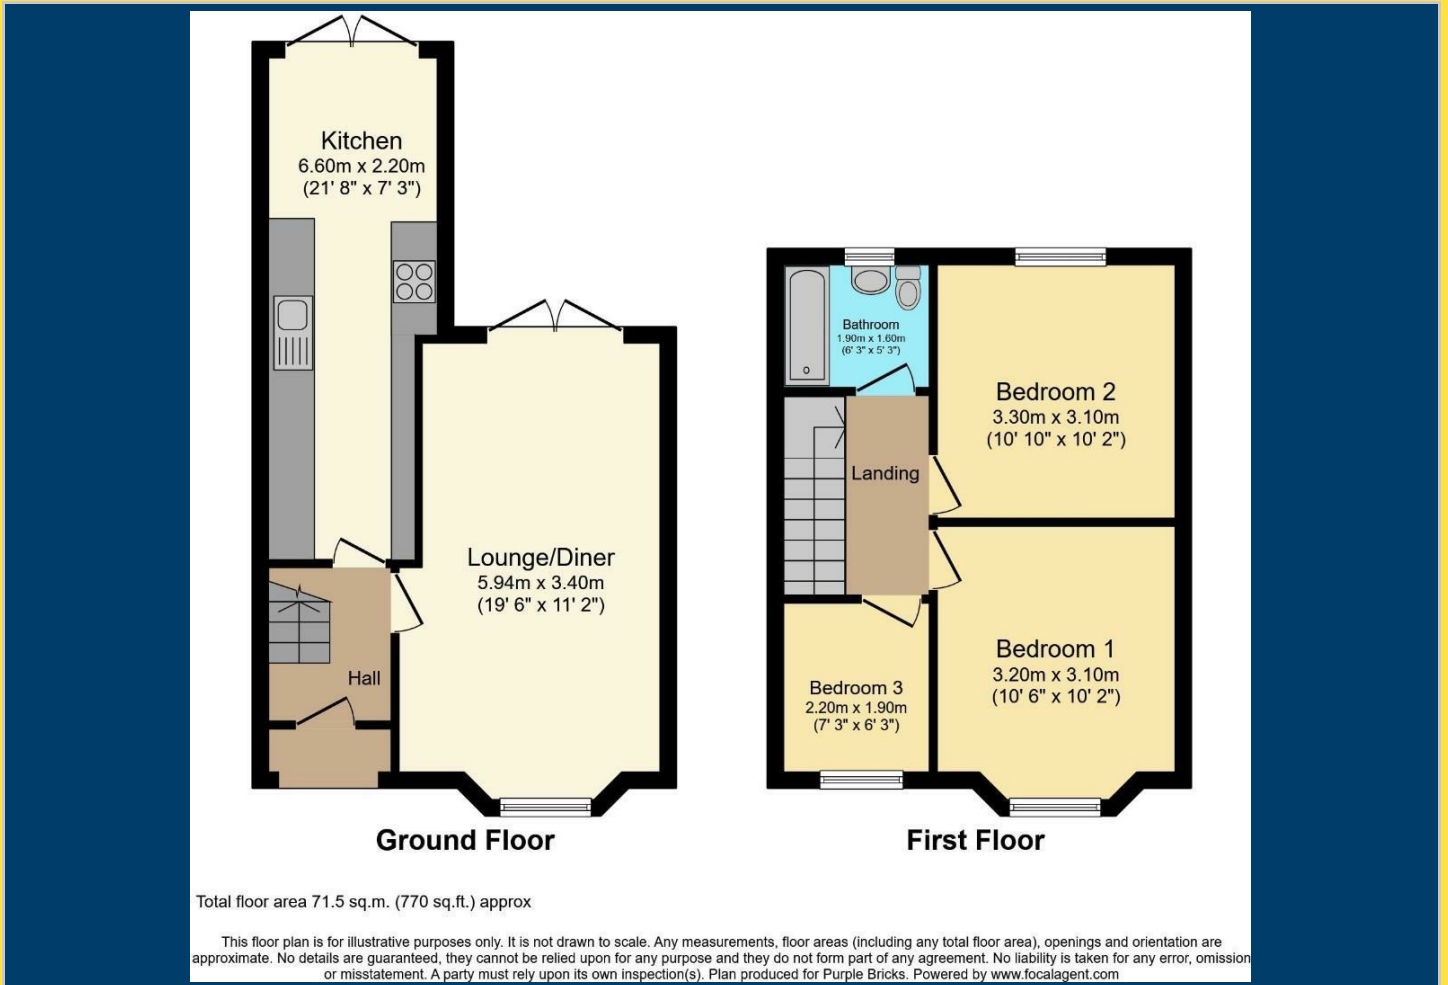 Kitchen
6.60m x 2.20m
(21' 8" x 7' 3")
Lounge/Diner
5.94m x 3.40m
(19' 6" x 11' 2")
Hall
Ground Floor
Bathroom
1.90m x 1.60m
(6' 3" x 5' 3")
Bedroom 2
3.30m x 3.10m
(10' 10" x 10' 2")
Landing
Bedroom 1
3.20m x 3.10m
(10' 6" x 10' 2")
Bedroom 3
2.20m x 1.90m
(7' 3" x 6' 3")
First Floor
Total floor area 71.5 sq.m. (770 sq.ft.) approx
This floor plan is for illustrative purposes only. It is not drawn to scale. Any measurements, floor areas (including any total floor area), openings and orientation are
approximate. No details are guaranteed, they cannot be relied upon for any purpose and they do not form part of any agreement. No liability is taken for any error, omission
or misstatement. A party must rely upon its own inspection(s). Plan produced for Purple Bricks. Powered by www.focalagent.com